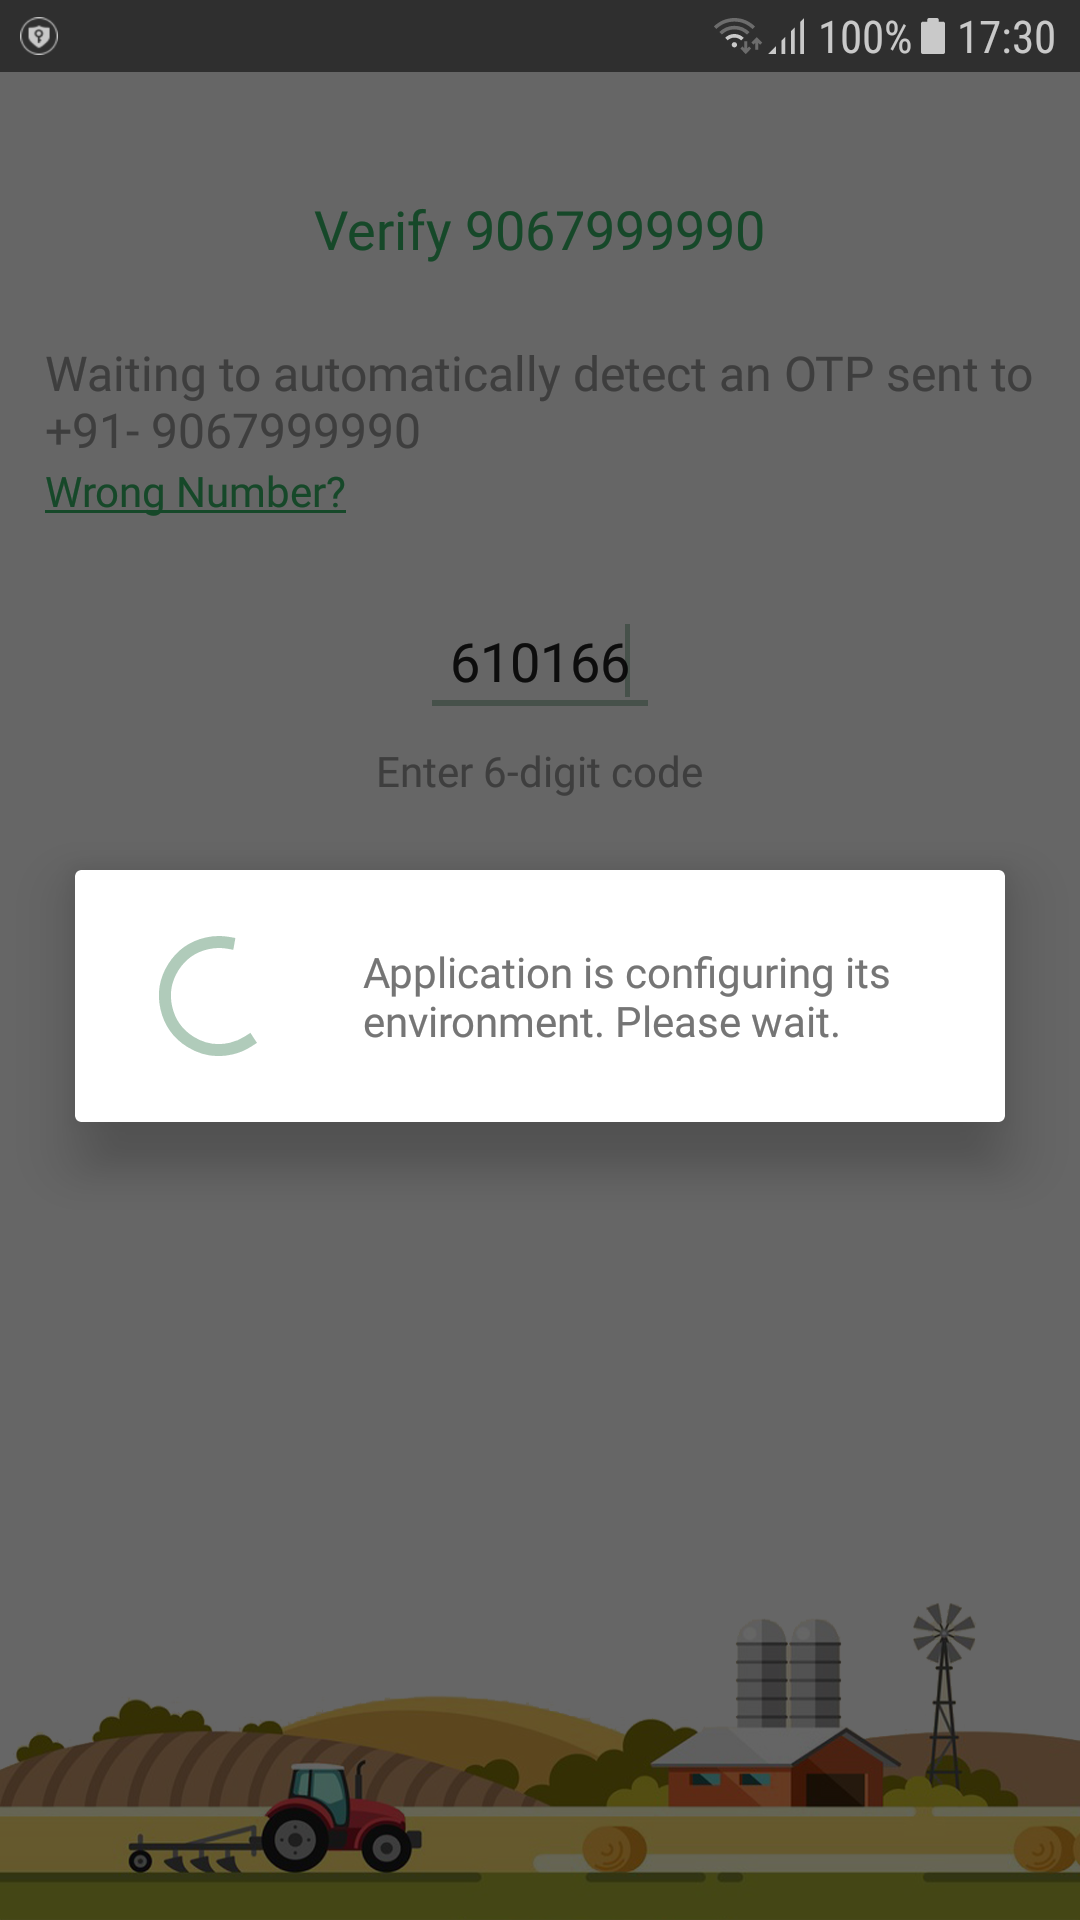 100% 17:30
Verify 9067999990
Waiting to automatically detect an OTP sent to
+91- 9067999990
Wrong Number?
610166
Enter 6-digit code
Application is configuring its
environment. Please wait.